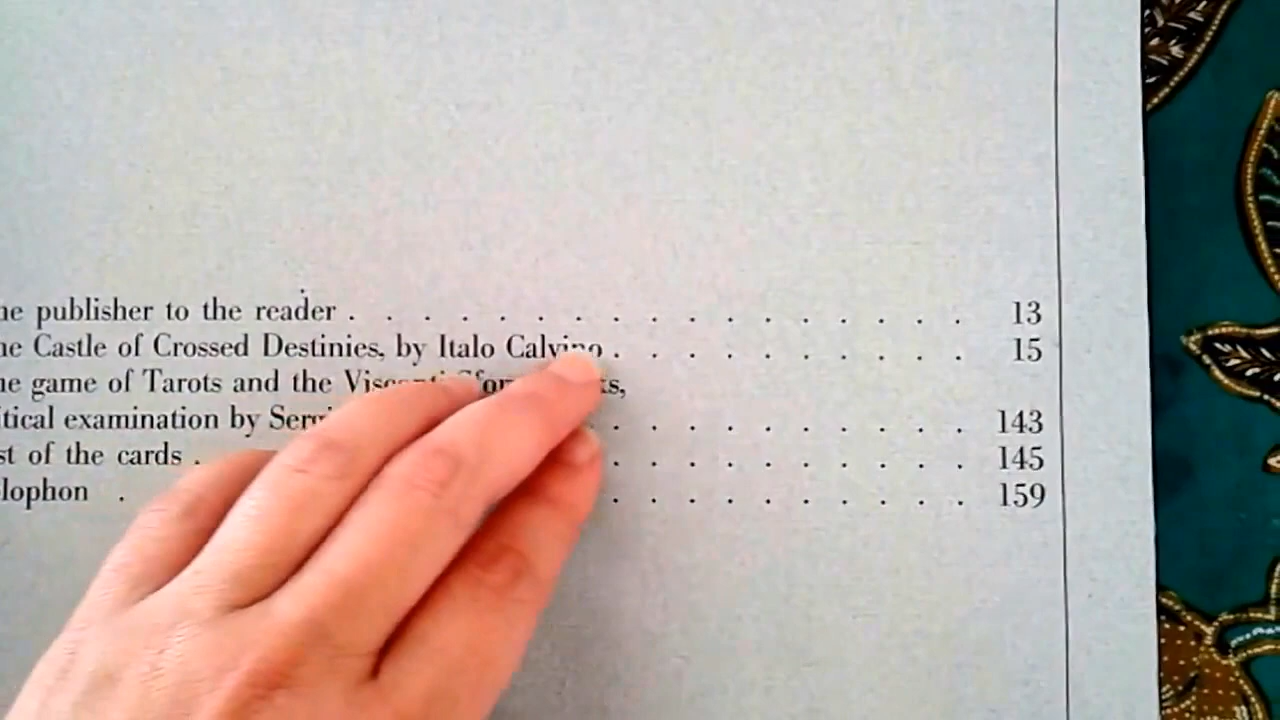 he publisher to the reader . . . . . . . . . . . . . . . . . 13
he Castle of Crossed Destinies, by Italo Calvino . . . . . . . . . . 15
he game of Tarots and the
itical examination by . . . . . . . . . . 143
st of the cards . . . . . . . . . . . 145
lophon . . . . . . . . . . . 159